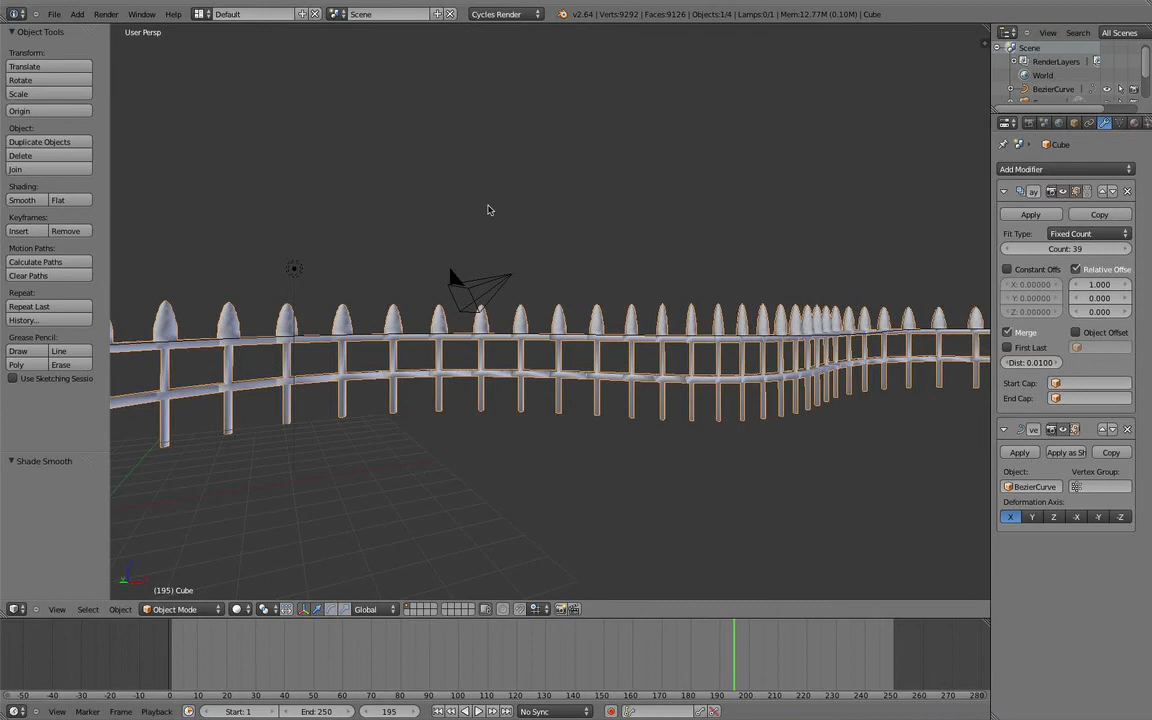 File Add Render Window Help Default Scene Cycles Render v2.64 | Verts:9292 | Faces:9126 | Objects:1/4 | Lamps:0/1 | Mem:12.77M (0.10M) | Cube
Object Tools
Transform:
Translate
Rotate
Scale
Origin
Object:
Duplicate Objects
Delete
Join
Shading:
Smooth Flat
Keyframes:
Insert Remove
Motion Paths:
Calculate Paths
Clear Paths
Repeat:
Repeat Last
History...
Grease Pencil:
Draw Line
Poly Erase
Use Sketching Sessio
Shade Smooth
User Persp
(195) Cube
View Search All Scenes
Scene
RenderLayers
World
BezierCurve
Cube
Add Modifier
ay
Apply Copy
Fit Type: Fixed Count
Count: 39
Constant Offs Relative Offse
X: 0.00000 1.000
Y: 0.00000 0.000
Z: 0.00000 0.000
Merge Object Offset
First Last
Dist: 0.0100
Start Cap:
End Cap:
ve
Apply Apply as Sh Copy
Object: Vertex Group:
BezierCurve
Deformation Axis:
X Y Z -X -Y -Z
View Select Object Object Mode Global
-50 -40 -30 -20 -10 0 10 20 30 40 50 60 70 80 90 100 110 120 130 140 150 160 170 180 190 200 210 220 230 240 250 260 270 280
View Marker Frame Playback Start: 1 End: 250 195 No Sync